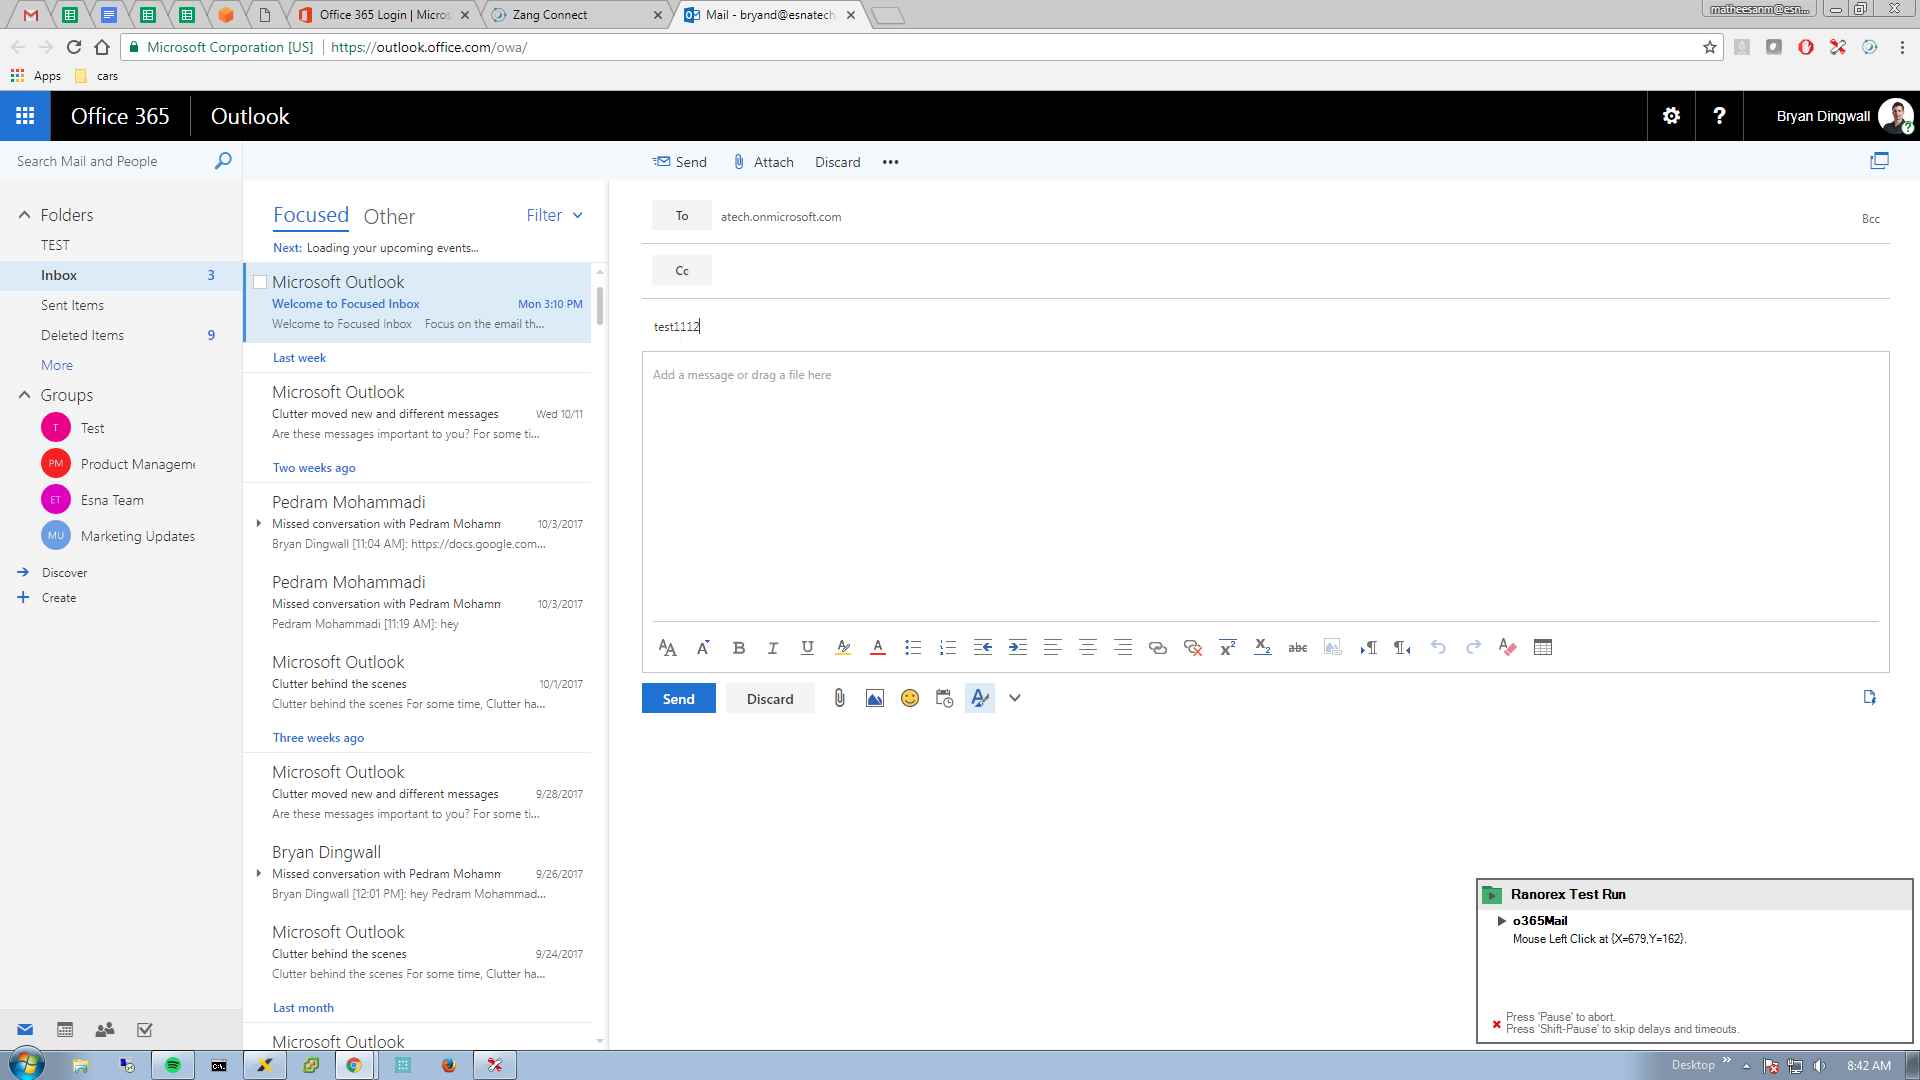 Office 365 Login | Micros
Zang Connect
Mail - bryand@esnatech
matheesanm@esn...
Microsoft Corporation [US]
https://outlook.office.com/owa/
Apps
cars
Office 365
Outlook
?
Bryan Dingwall
Search Mail and People
Send
Attach
Discard
Folders
TEST
Inbox 3
Sent Items
Deleted Items 9
More
Groups
T Test
PM Product Managem
ET Esna Team
MU Marketing Updates
Discover
Create
Focused
Other
Filter
Next: Loading your upcoming events...
Microsoft Outlook
Welcome to Focused Inbox Mon 3:10 PM
Welcome to Focused Inbox Focus on the email th...
Last week
Microsoft Outlook
Clutter moved new and different messages Wed 10/11
Are these messages important to you? For some ti...
Two weeks ago
Pedram Mohammadi
Missed conversation with Pedram Mohamm 10/3/2017
Bryan Dingwall [11:04 AM]: https://docs.google.com...
Pedram Mohammadi
Missed conversation with Pedram Mohamm 10/3/2017
Pedram Mohammadi [11:19 AM]: hey
Microsoft Outlook
Clutter behind the scenes 10/1/2017
Clutter behind the scenes For some time, Clutter ha...
Three weeks ago
Microsoft Outlook
Clutter moved new and different messages 9/28/2017
Are these messages important to you? For some ti...
Bryan Dingwall
Missed conversation with Pedram Mohamm 9/26/2017
Bryan Dingwall [12:01 PM]: hey Pedram Mohammad...
Microsoft Outlook
Clutter behind the scenes 9/24/2017
Clutter behind the scenes For some time, Clutter ha...
Last month
Microsoft Outlook
To
atech.onmicrosoft.com
Bcc
Cc
test1112
Add a message or drag a file here
abc
Send
Discard
Ranorex Test Run
o365Mail
Mouse Left Click at {X=679,Y=162}.
Press 'Pause' to abort.
Press 'Shift-Pause' to skip delays and timeouts.
Desktop
8:42 AM